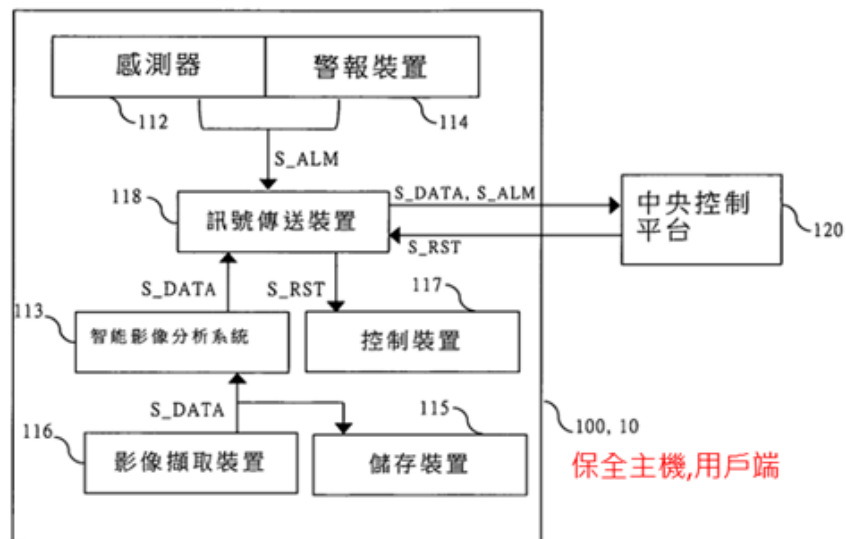 感測器
警報裝置
112
114
S_ALM
118
訊號傳送裝置
S_DATA, S_ALM
S_RST
中央控制
平台
120
S_DATA
S_RST
117
113
智能影像分析系統
控制裝置
S_DATA
115
116
影像擷取裝置
儲存裝置
100, 10
保全主機,用戶端